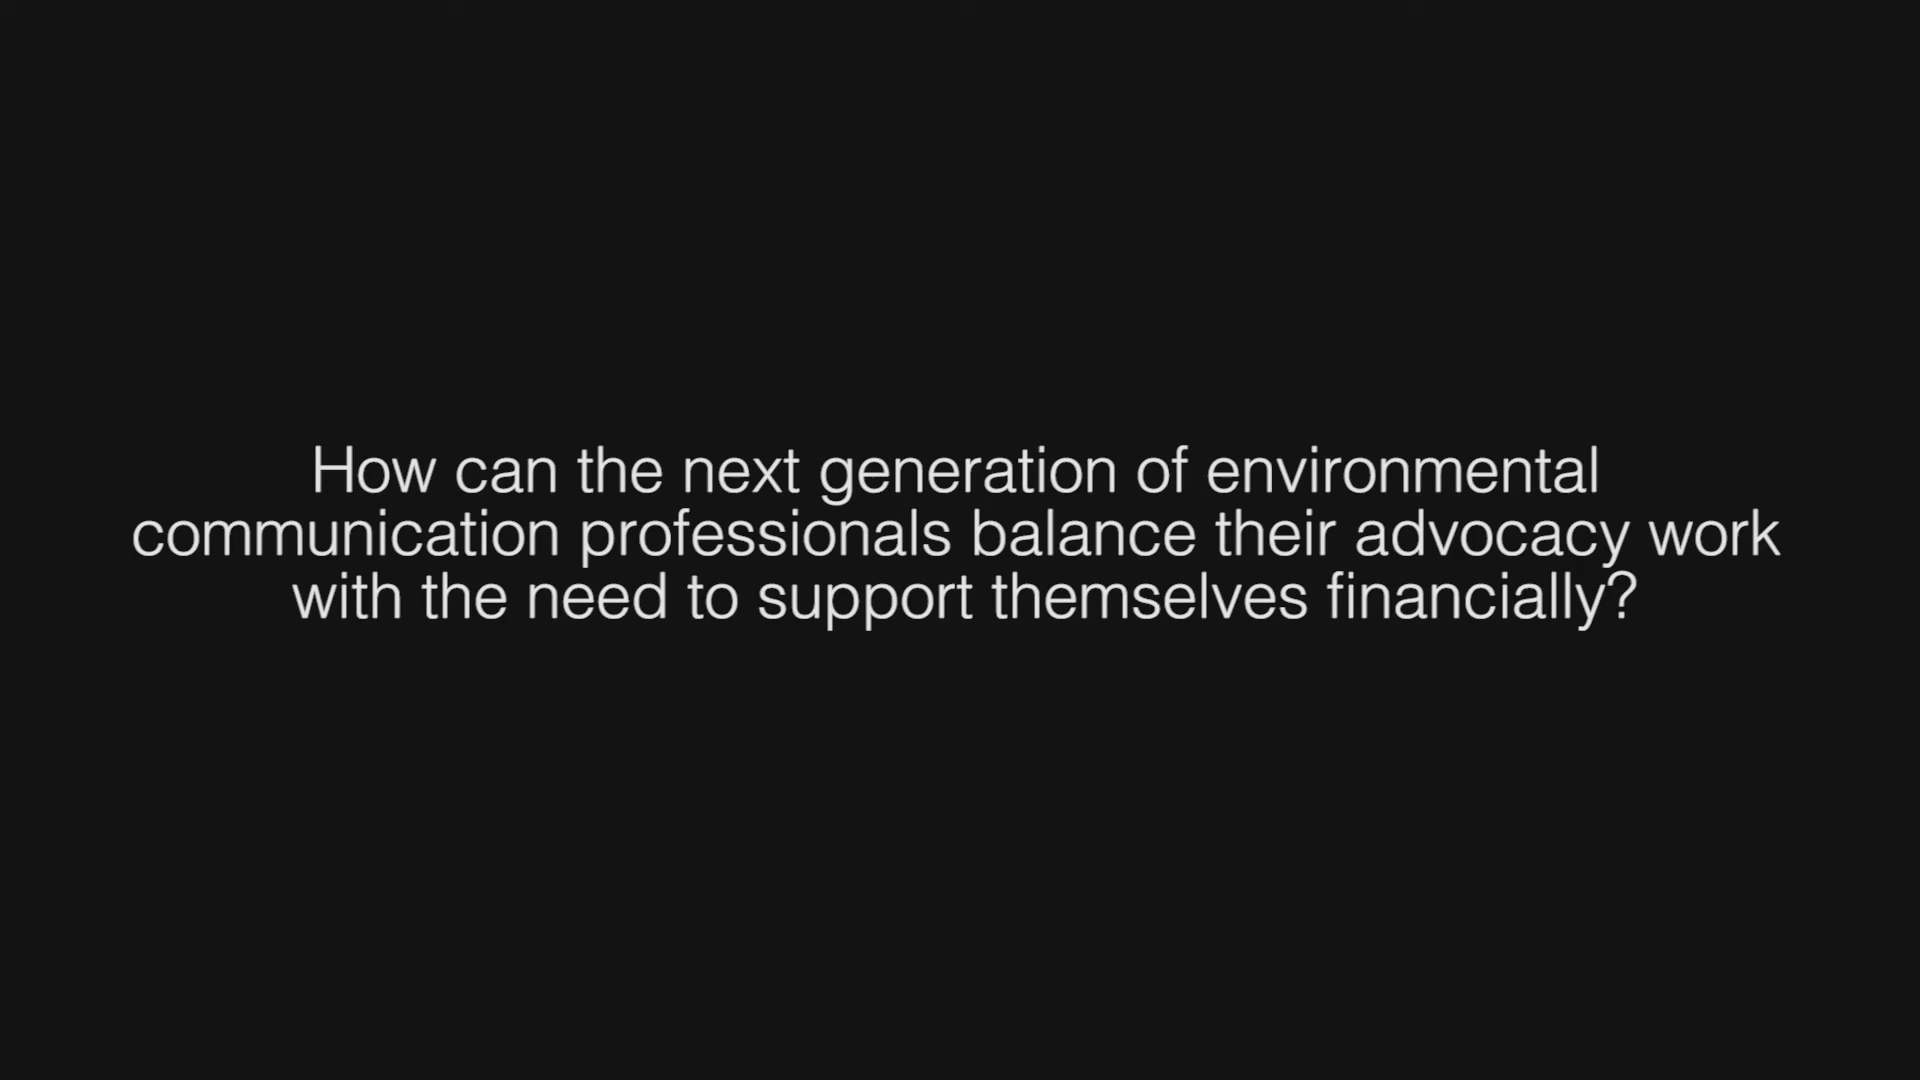 How can the next generation of environmental
communication professionals balance their advocacy work
with the need to support themselves financially?